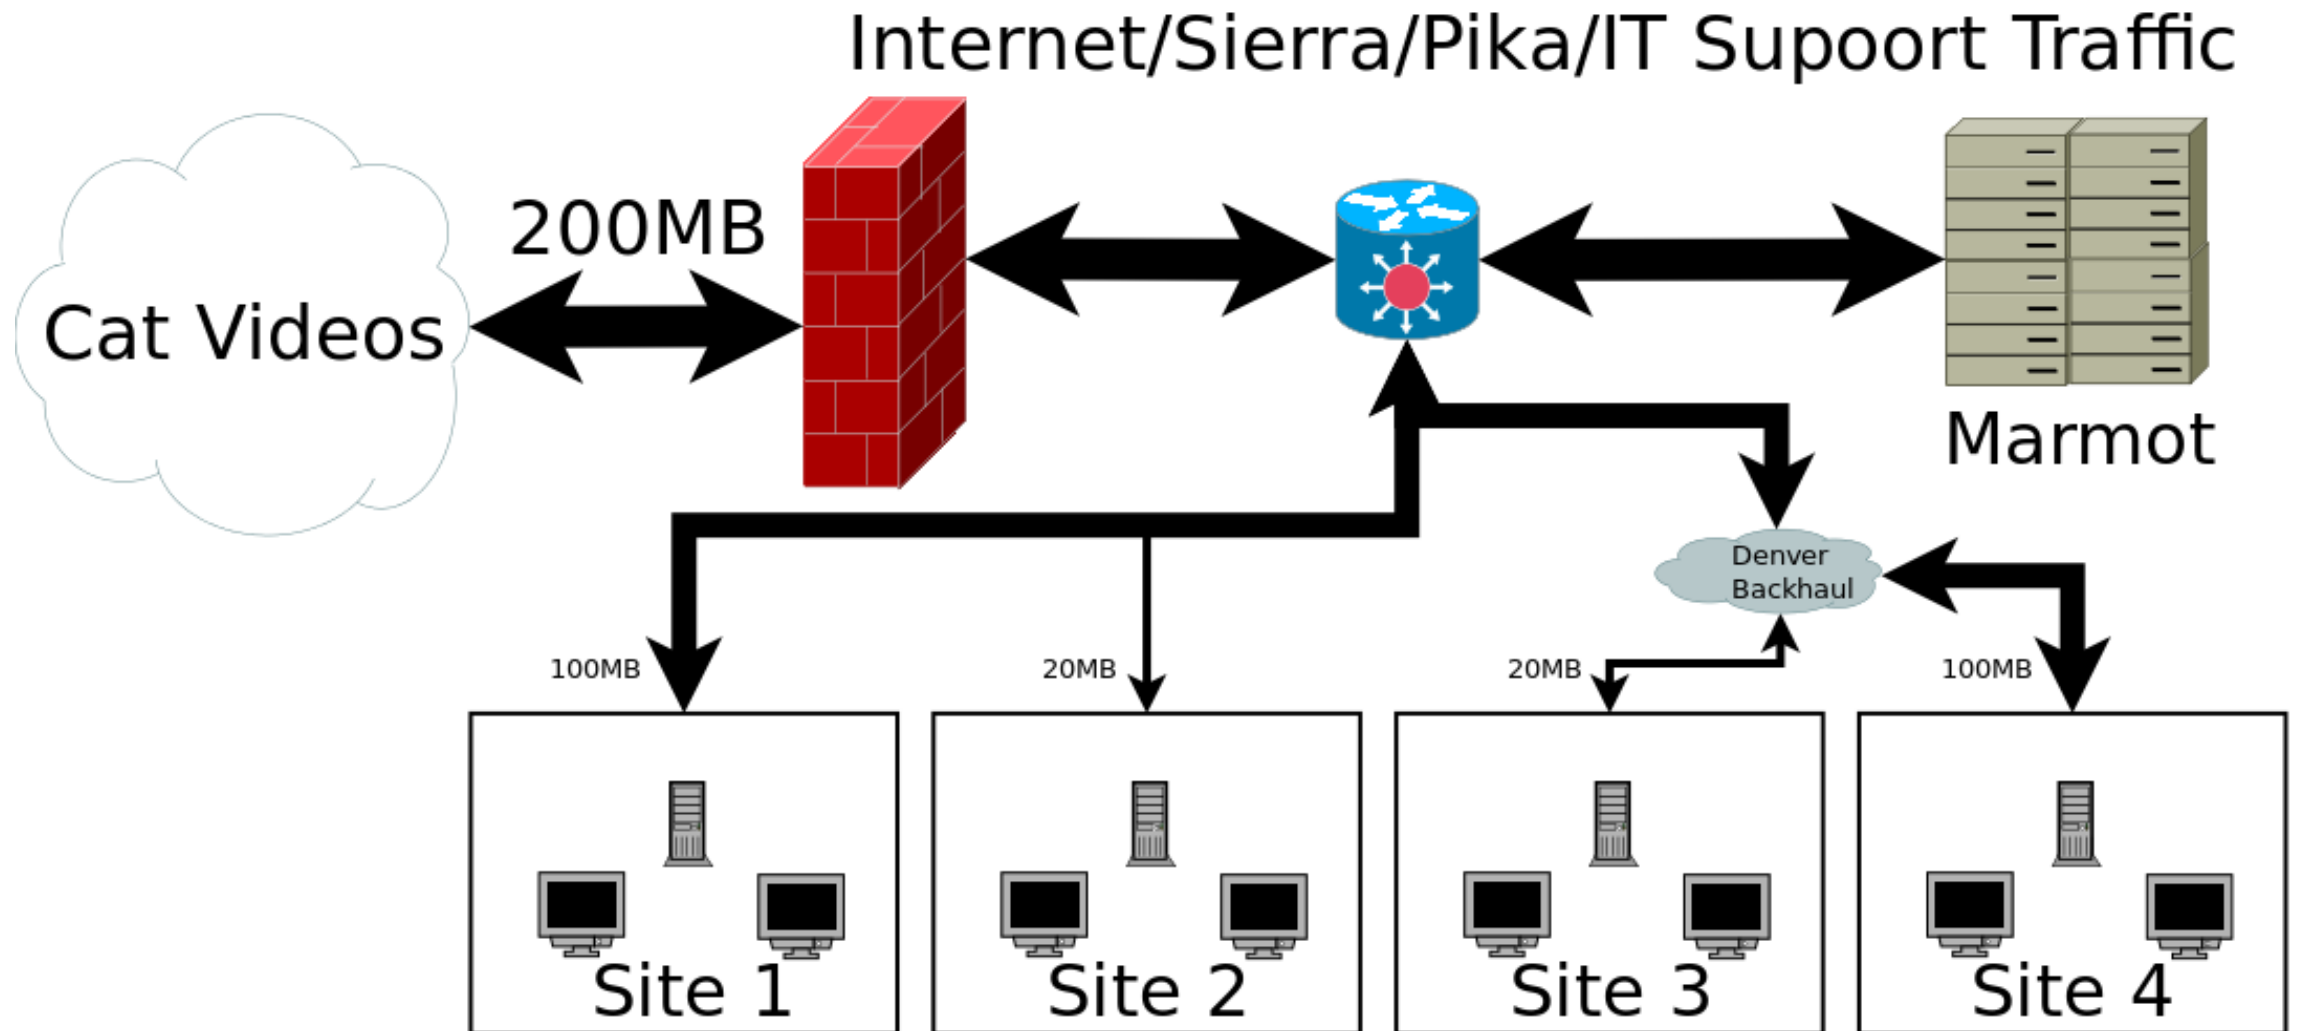 Internet/Sierra/Pika/IT Supoort Traffic
200MB
Cat Videos
Marmot
Denver
Backhaul
100MB
20MB
20MB
100MB
Site 1
Site 2
Site 3
Site 4